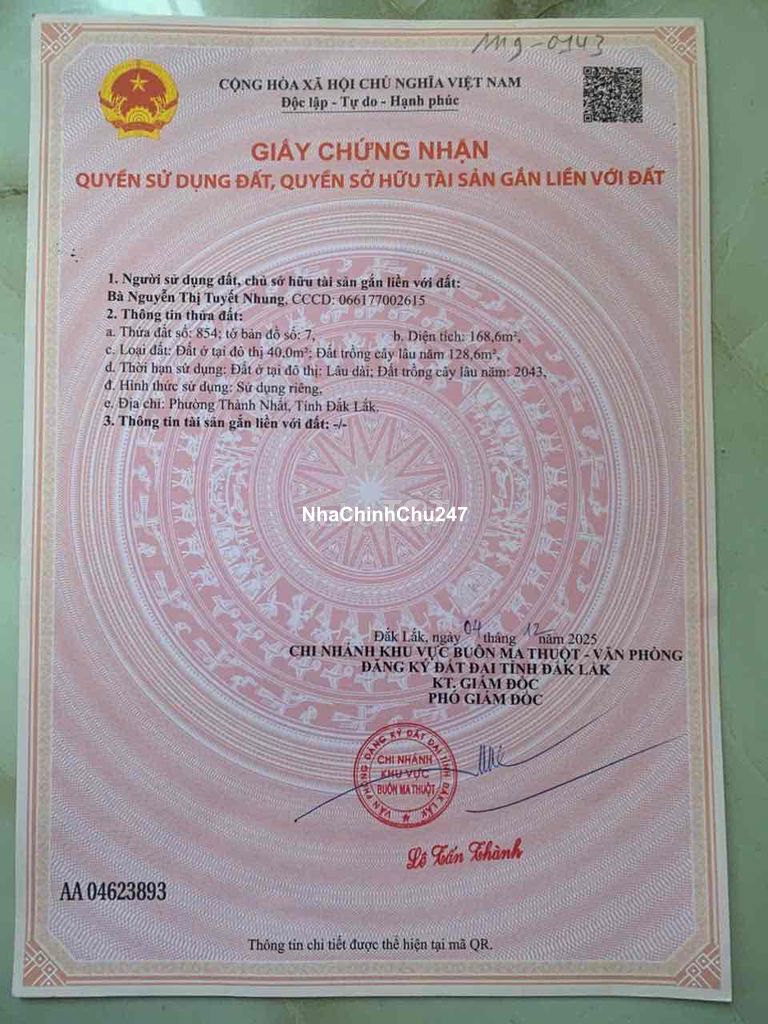 mg-0143
CỘNG HÒA XÃ HỘI CHỦ NGHĨA VIỆT NAM
Độc lập - Tự do - Hạnh phúc
GIẤY CHỨNG NHẬN
QUYỀN SỬ DỤNG ĐẤT, QUYỀN SỞ HỮU TÀI SẢN GẮN LIỀN VỚI ĐẤT
1. Người sử dụng đất, chủ sở hữu tài sản gắn liền với đất:
Bà Nguyễn Thị Tuyết Nhung, CCCD: 066177002615
2. Thông tin thửa đất:
a. Thửa đất số: 854; tờ bản đồ số: 7, b. Diện tích: 168,6m²,
c. Loại đất: Đất ở tại đô thị 40,0m²; Đất trồng cây lâu năm 128,6m²,
d. Thời hạn sử dụng: Đất ở tại đô thị: Lâu dài; Đất trồng cây lâu năm: 2043,
đ. Hình thức sử dụng: Sử dụng riêng,
e. Địa chỉ: Phường Thành Nhất, Tỉnh Đắk Lắk.
3. Thông tin tài sản gắn liền với đất: -/-
NhaChinhChu247
Đắk Lắk, ngày 04 tháng 12 năm 2025
CHI NHÁNH KHU VỰC BUÔN MA THUỘT - VĂN PHÒNG
ĐĂNG KÝ ĐẤT ĐAI TỈNH ĐẮK LẮK
KT. GIÁM ĐỐC
PHÓ GIÁM ĐỐC
VĂN PHÒNG ĐĂNG KÝ ĐẤT ĐAI TỈNH ĐẮK LẮK
CHI NHÁNH
KHU VỰC
BUÔN MA THUỘT
Lê Tấn Thành
AA 04623893
Thông tin chi tiết được thể hiện tại mã QR.